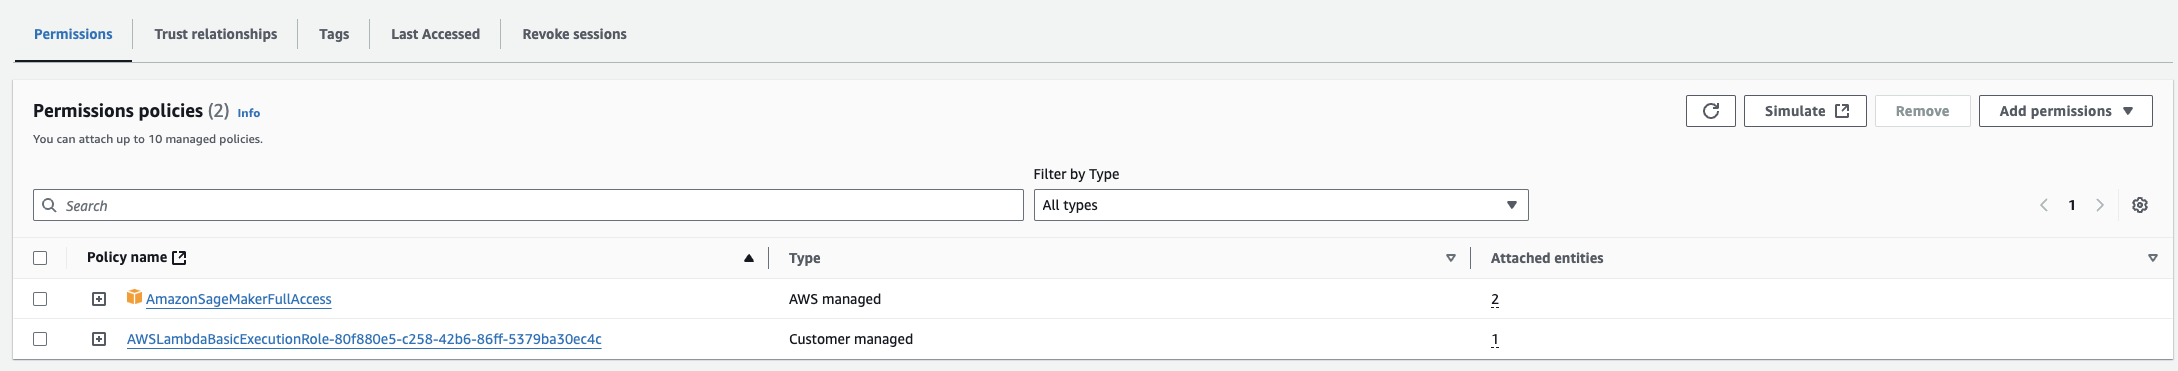 Permissions
Trust relationships
Tags
Last Accessed
Revoke sessions
Permissions policies (2) Info
You can attach up to 10 managed policies.
Simulate
Remove
Add permissions
Filter by Type
Search
All types
1
Policy name
Type
Attached entities
AmazonSageMakerFullAccess
AWS managed
2
AWSLambdaBasicExecutionRole-80f880e5-c258-42b6-86ff-5379ba30ec4c
Customer managed
1